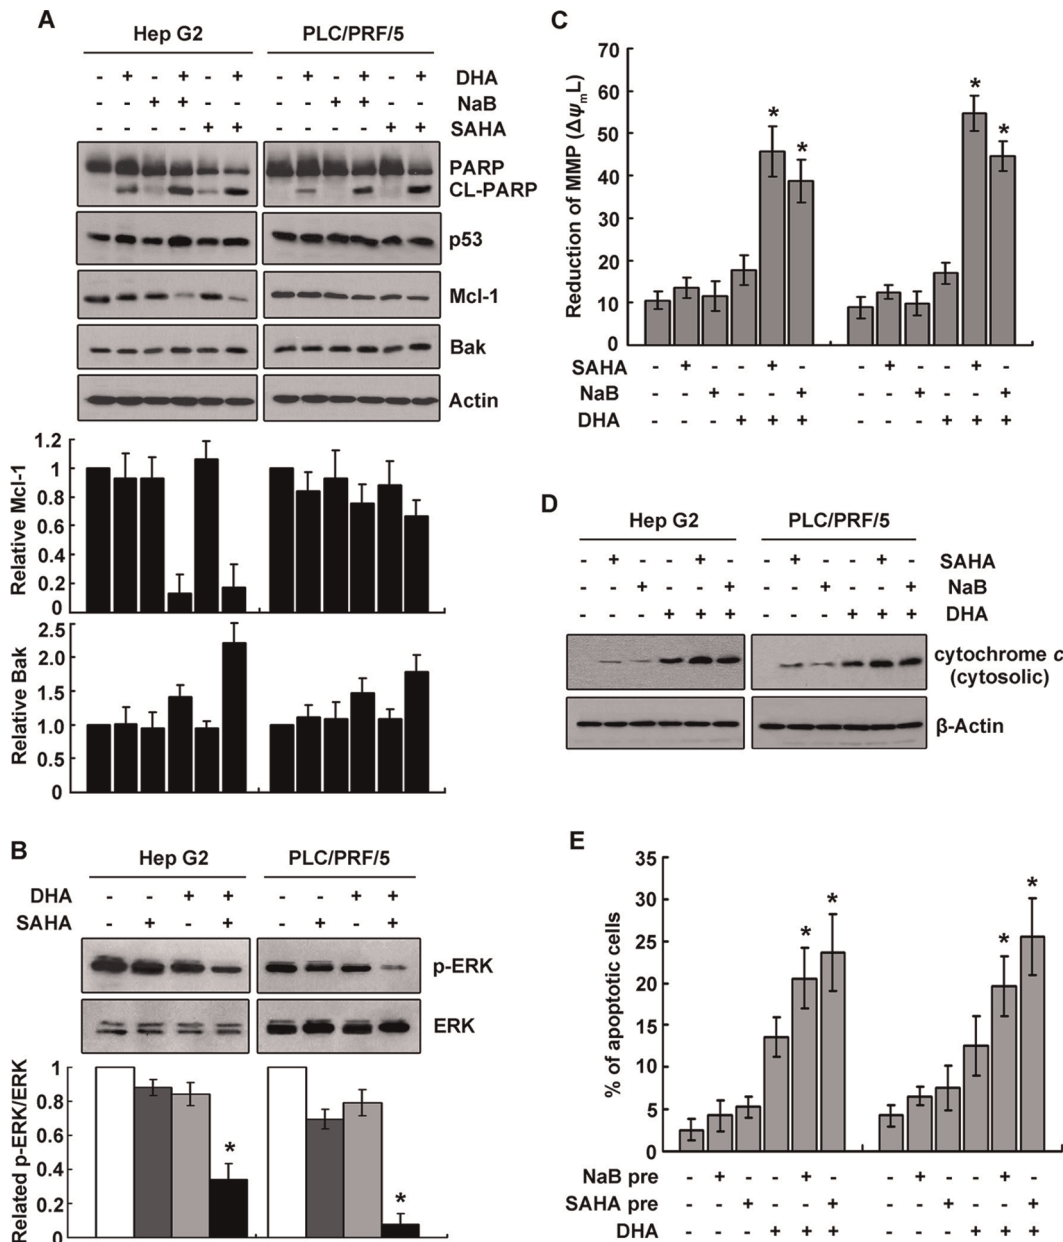 A
Hep G2 PLC/PRF/5
- + - + - + - + - + - + DHA
- - + + - - - - + + - - NaB
- - - - + + - - - - + + SAHA
PARP
CL-PARP
p53
Mcl-1
Bak
Actin
Relative Mcl-1
1.2
1.0
0.8
0.6
0.4
0.2
0
Relative Bak
2.5
2.0
1.5
1.0
0.5
0
B
Hep G2 PLC/PRF/5
DHA - - + + - - + +
SAHA - + - + - + - +
p-ERK
ERK
Related p-ERK/ERK
1
0.8
0.6
0.4
0.2
0
* *
C
Reduction of MMP (ΔψmL)
70
60
50
40
30
20
10
0
* * * *
SAHA - + - - + - - + - - + -
NaB - - + - - + - - + - - +
DHA - - - + + + - - - + + +
D
Hep G2 PLC/PRF/5
- + - - + - - + - - + - SAHA
- - + - - + - - + - - + NaB
- - - + + + - - - + + + DHA
cytochrome c
(cytosolic)
β-Actin
E
% of apoptotic cells
35
30
25
20
15
10
5
0
* * * *
NaB pre - + - - + - - + - - + -
SAHA pre - - + - - + - - + - - +
DHA - - - + + + - - - + + +